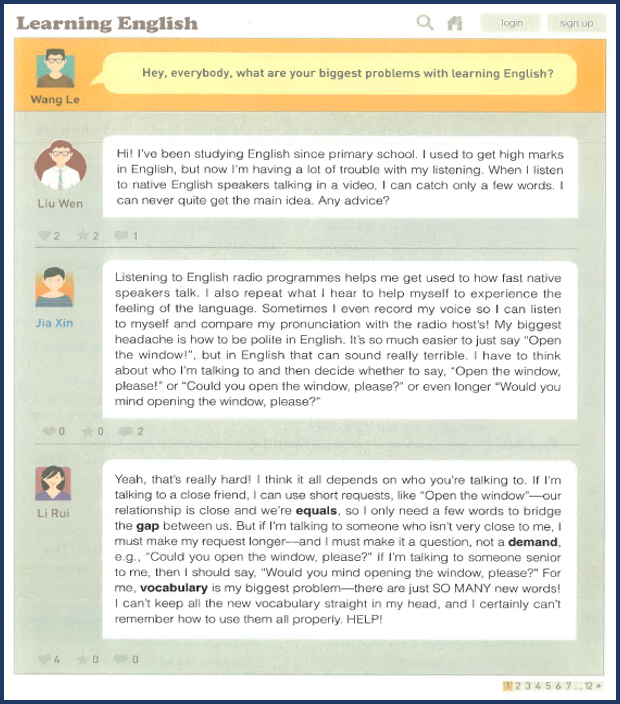 Learning English
login
sign up
Hey, everybody, what are your biggest problems with learning English?
Wang Le
Hi! I've been studying English since primary school. I used to get high marks
in English, but now I'm having a lot of trouble with my listening. When I listen
to native English speakers talking in a video, I can catch only a few words. I
can never quite get the main idea. Any advice?
Liu Wen
2 2 1
Listening to English radio programmes helps me get used to how fast native
speakers talk. I also repeat what I hear to help myself to experience the
feeling of the language. Sometimes I even record my voice so I can listen
to myself and compare my pronunciation with the radio host's! My biggest
headache is how to be polite in English. It's so much easier to just say "Open
the window!", but in English that can sound really terrible. I have to think
about who I'm talking to and then decide whether to say, "Open the window,
please!" or "Could you open the window, please?" or even longer "Would you
mind opening the window, please?"
Jia Xin
0 0 2
Yeah, that's really hard! I think it all depends on who you're talking to. If I'm
talking to a close friend, I can use short requests, like "Open the window"—our
relationship is close and we're equals, so I only need a few words to bridge
the gap between us. But if I'm talking to someone who isn't very close to me, I
must make my request longer—and I must make it a question, not a demand,
e.g., "Could you open the window, please?" If I'm talking to someone senior
to me, then I should say, "Would you mind opening the window, please?" For
me, vocabulary is my biggest problem—there are just SO MANY new words!
I can't keep all the new vocabulary straight in my head, and I certainly can't
remember how to use them all properly. HELP!
Li Rui
4 0 0
1 2 3 4 5 6 7 ... 12 »